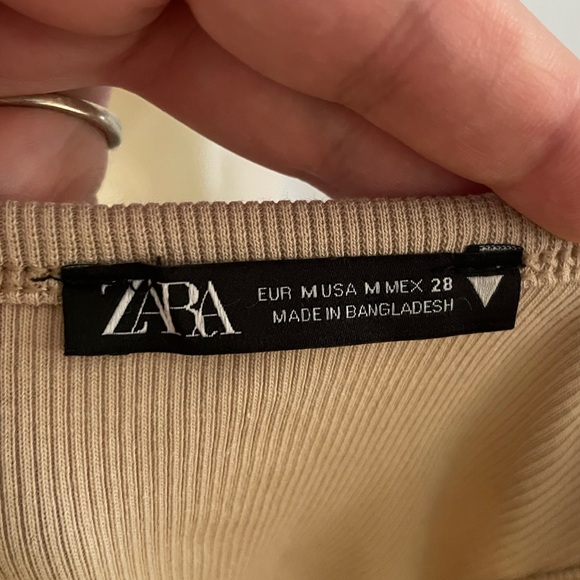 ZARA
EUR M USA M MEX 28
MADE IN BANGLADESH